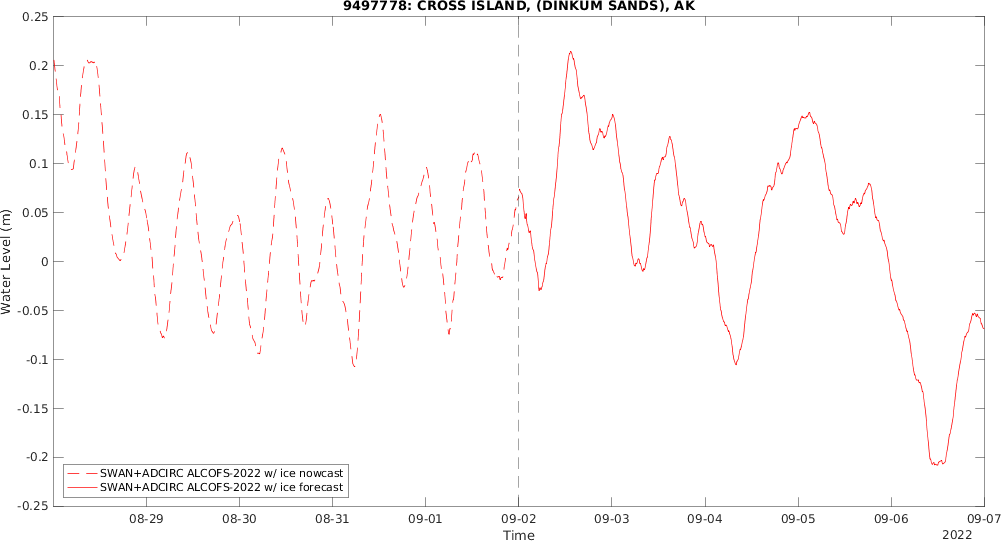 9497778: CROSS ISLAND, (DINKUM SANDS), AK
0.25
0.2
0.15
0.1
0.05
0
-0.05
-0.1
-0.15
-0.2
-0.25
Water Level (m)
SWAN+ADCIRC ALCOFS-2022 w/ ice nowcast
SWAN+ADCIRC ALCOFS-2022 w/ ice forecast
08-29 08-30 08-31 09-01 09-02 09-03 09-04 09-05 09-06 09-07
Time
2022